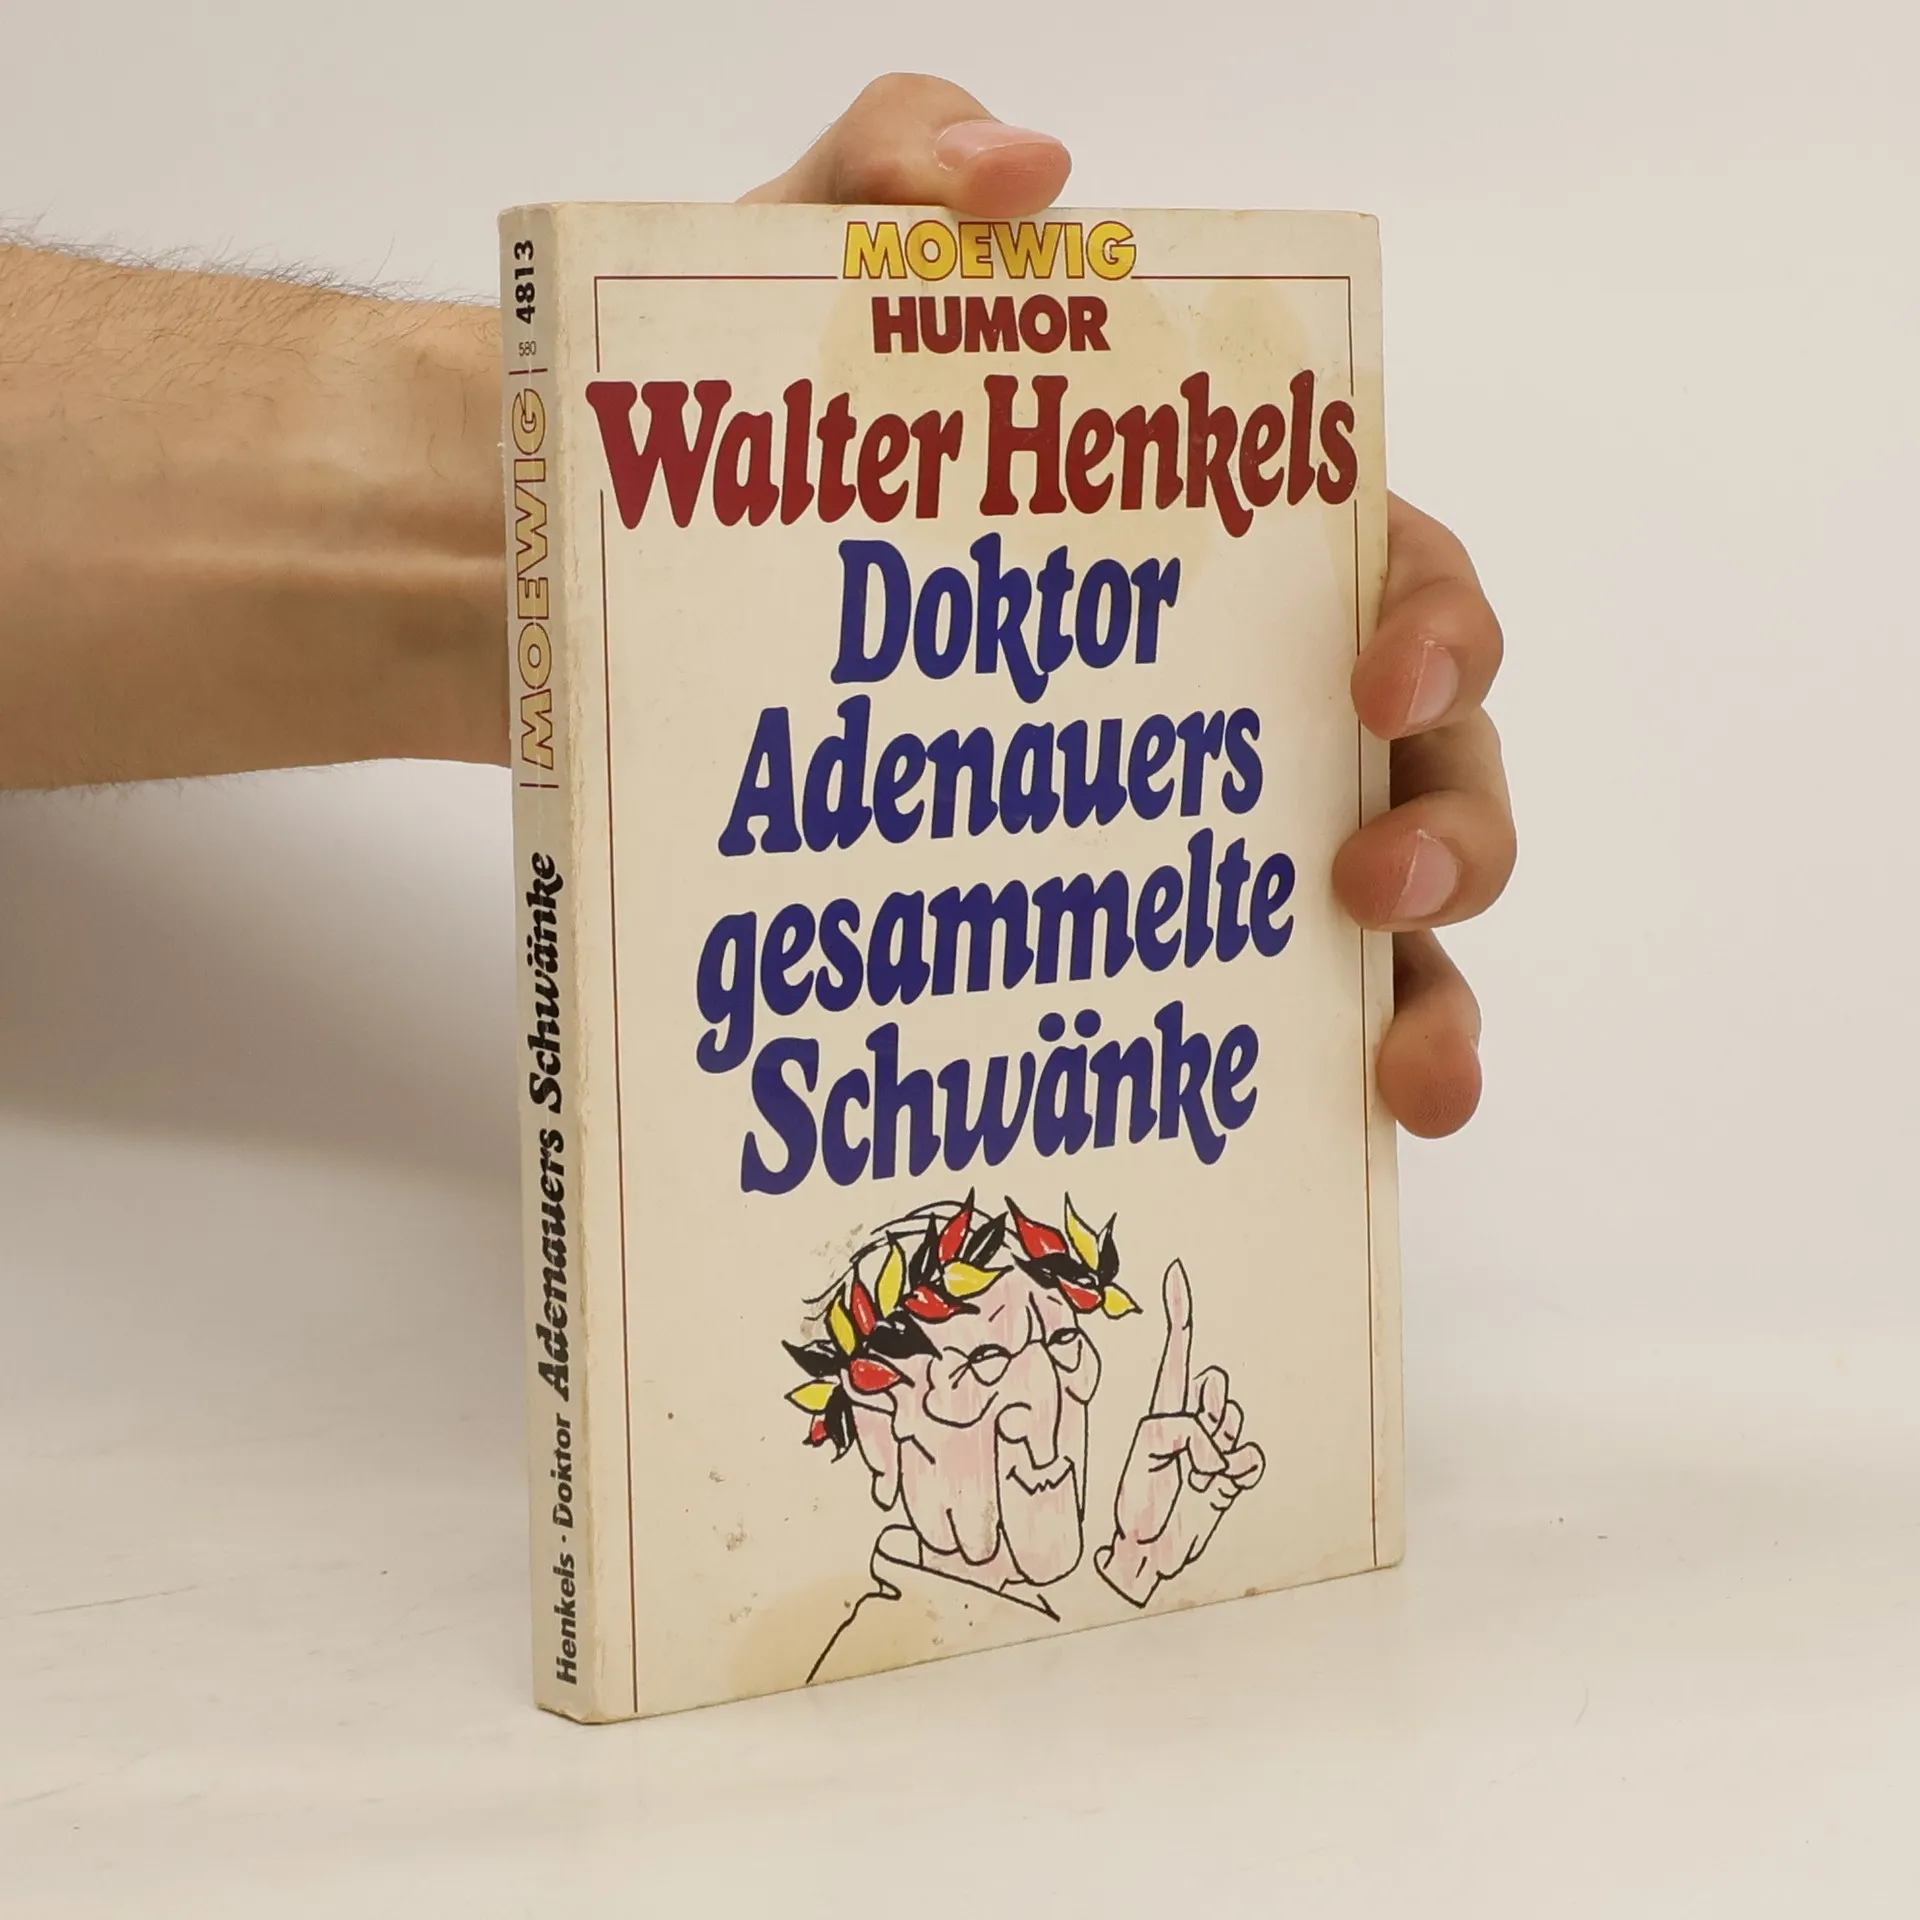 MOEWIG
HUMOR
Walter Henkels
Doktor
Adenauers
gesammelte
Schwänke
Henkels · Doktor Adenauers Schwänke
MOEWIG
580
4813